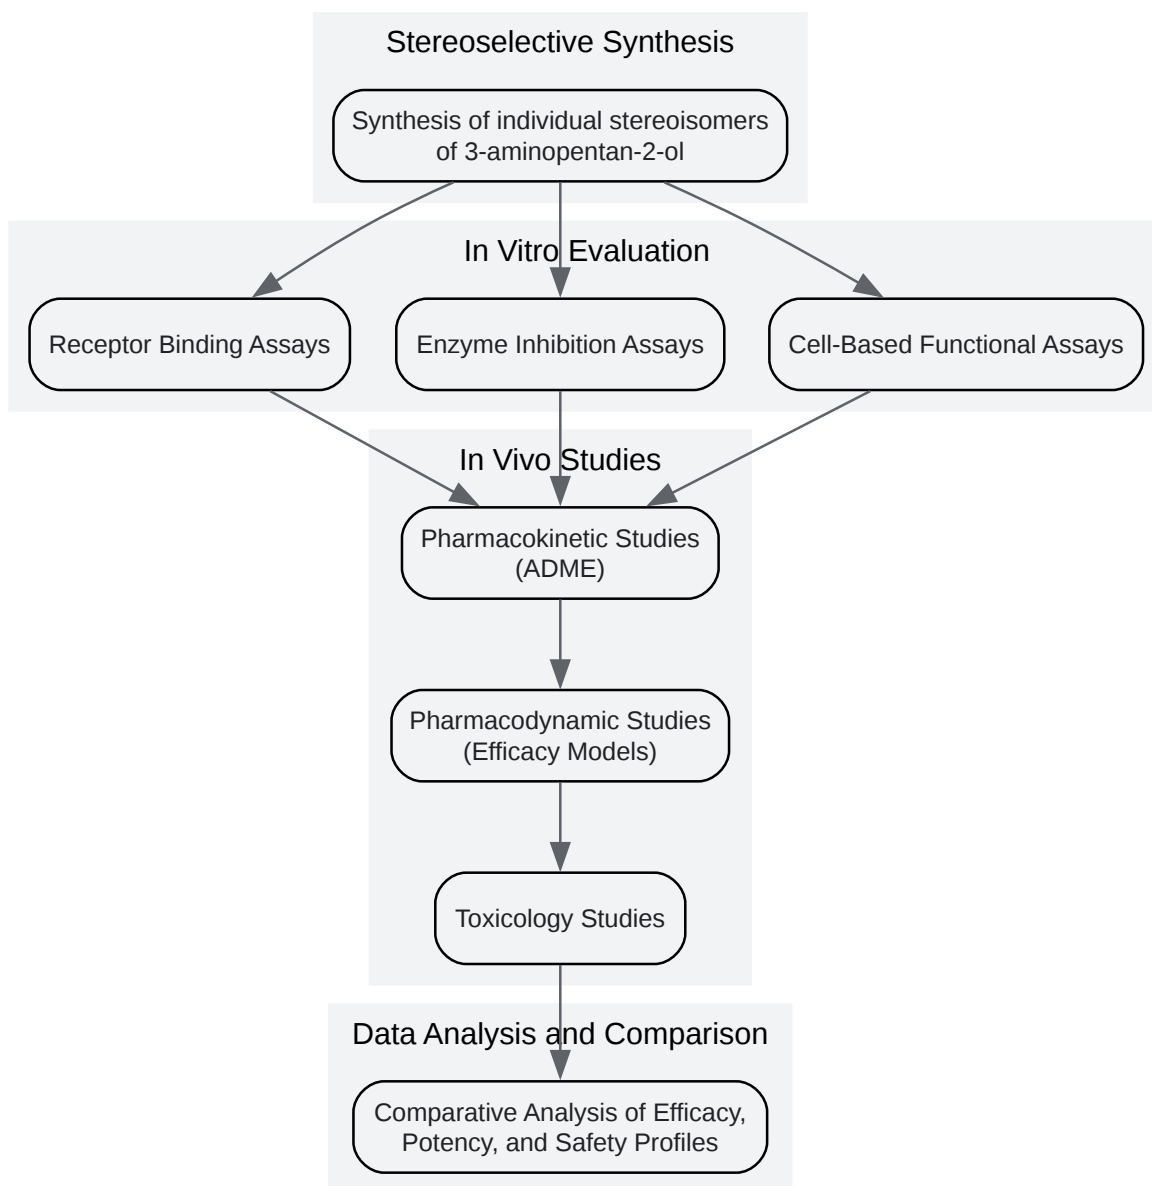 Stereoselective Synthesis
Synthesis of individual stereoisomers
of 3-aminopentan-2-ol
In Vitro Evaluation
Receptor Binding Assays
Enzyme Inhibition Assays
Cell-Based Functional Assays
In Vivo Studies
Pharmacokinetic Studies
(ADME)
Pharmacodynamic Studies
(Efficacy Models)
Toxicology Studies
Data Analysis and Comparison
Comparative Analysis of Efficacy,
Potency, and Safety Profiles